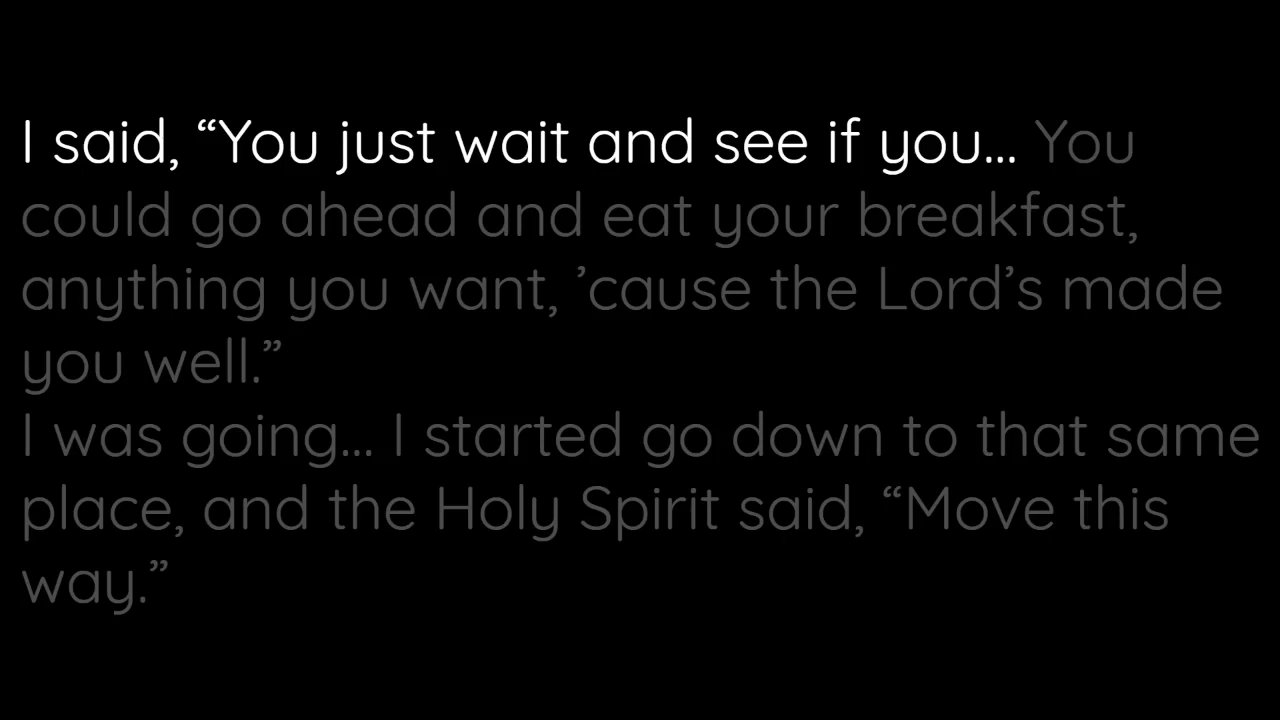 I said, “You just wait and see if you... You
could go ahead and eat your breakfast,
anything you want, ’cause the Lord’s made
you well.”
I was going... I started go down to that same
place, and the Holy Spirit said, “Move this
way.”